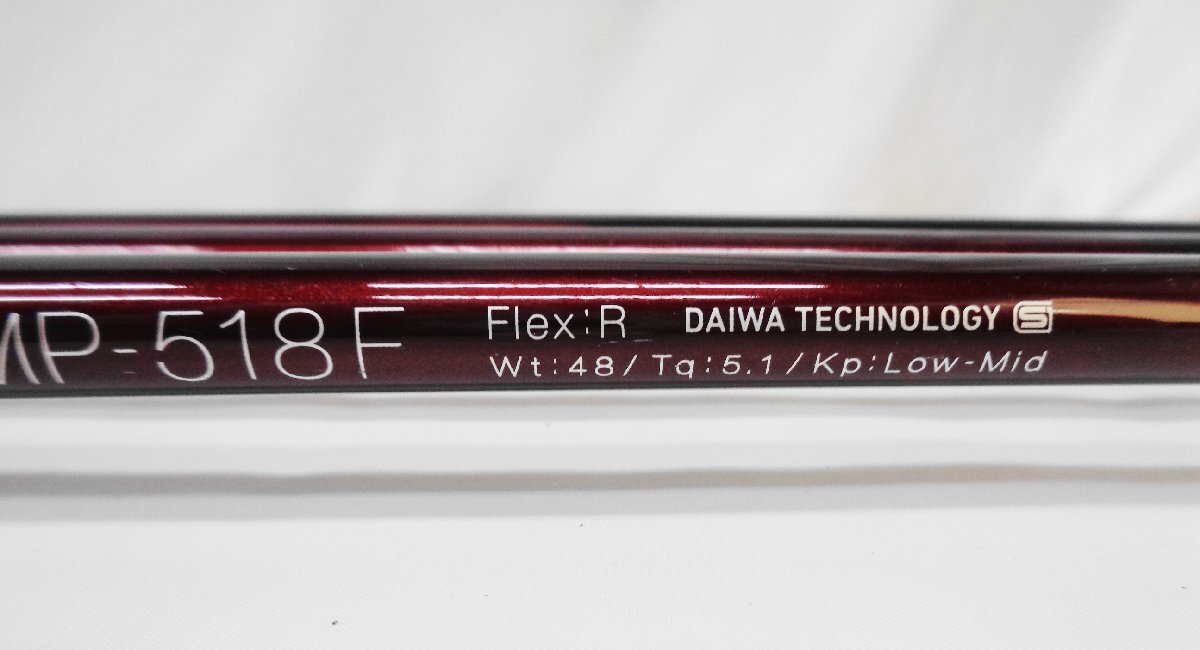 MP-518F
Flex:R DAIWA TECHNOLOGY S
Wt:48/Tq:5.1/Kp:Low-Mid